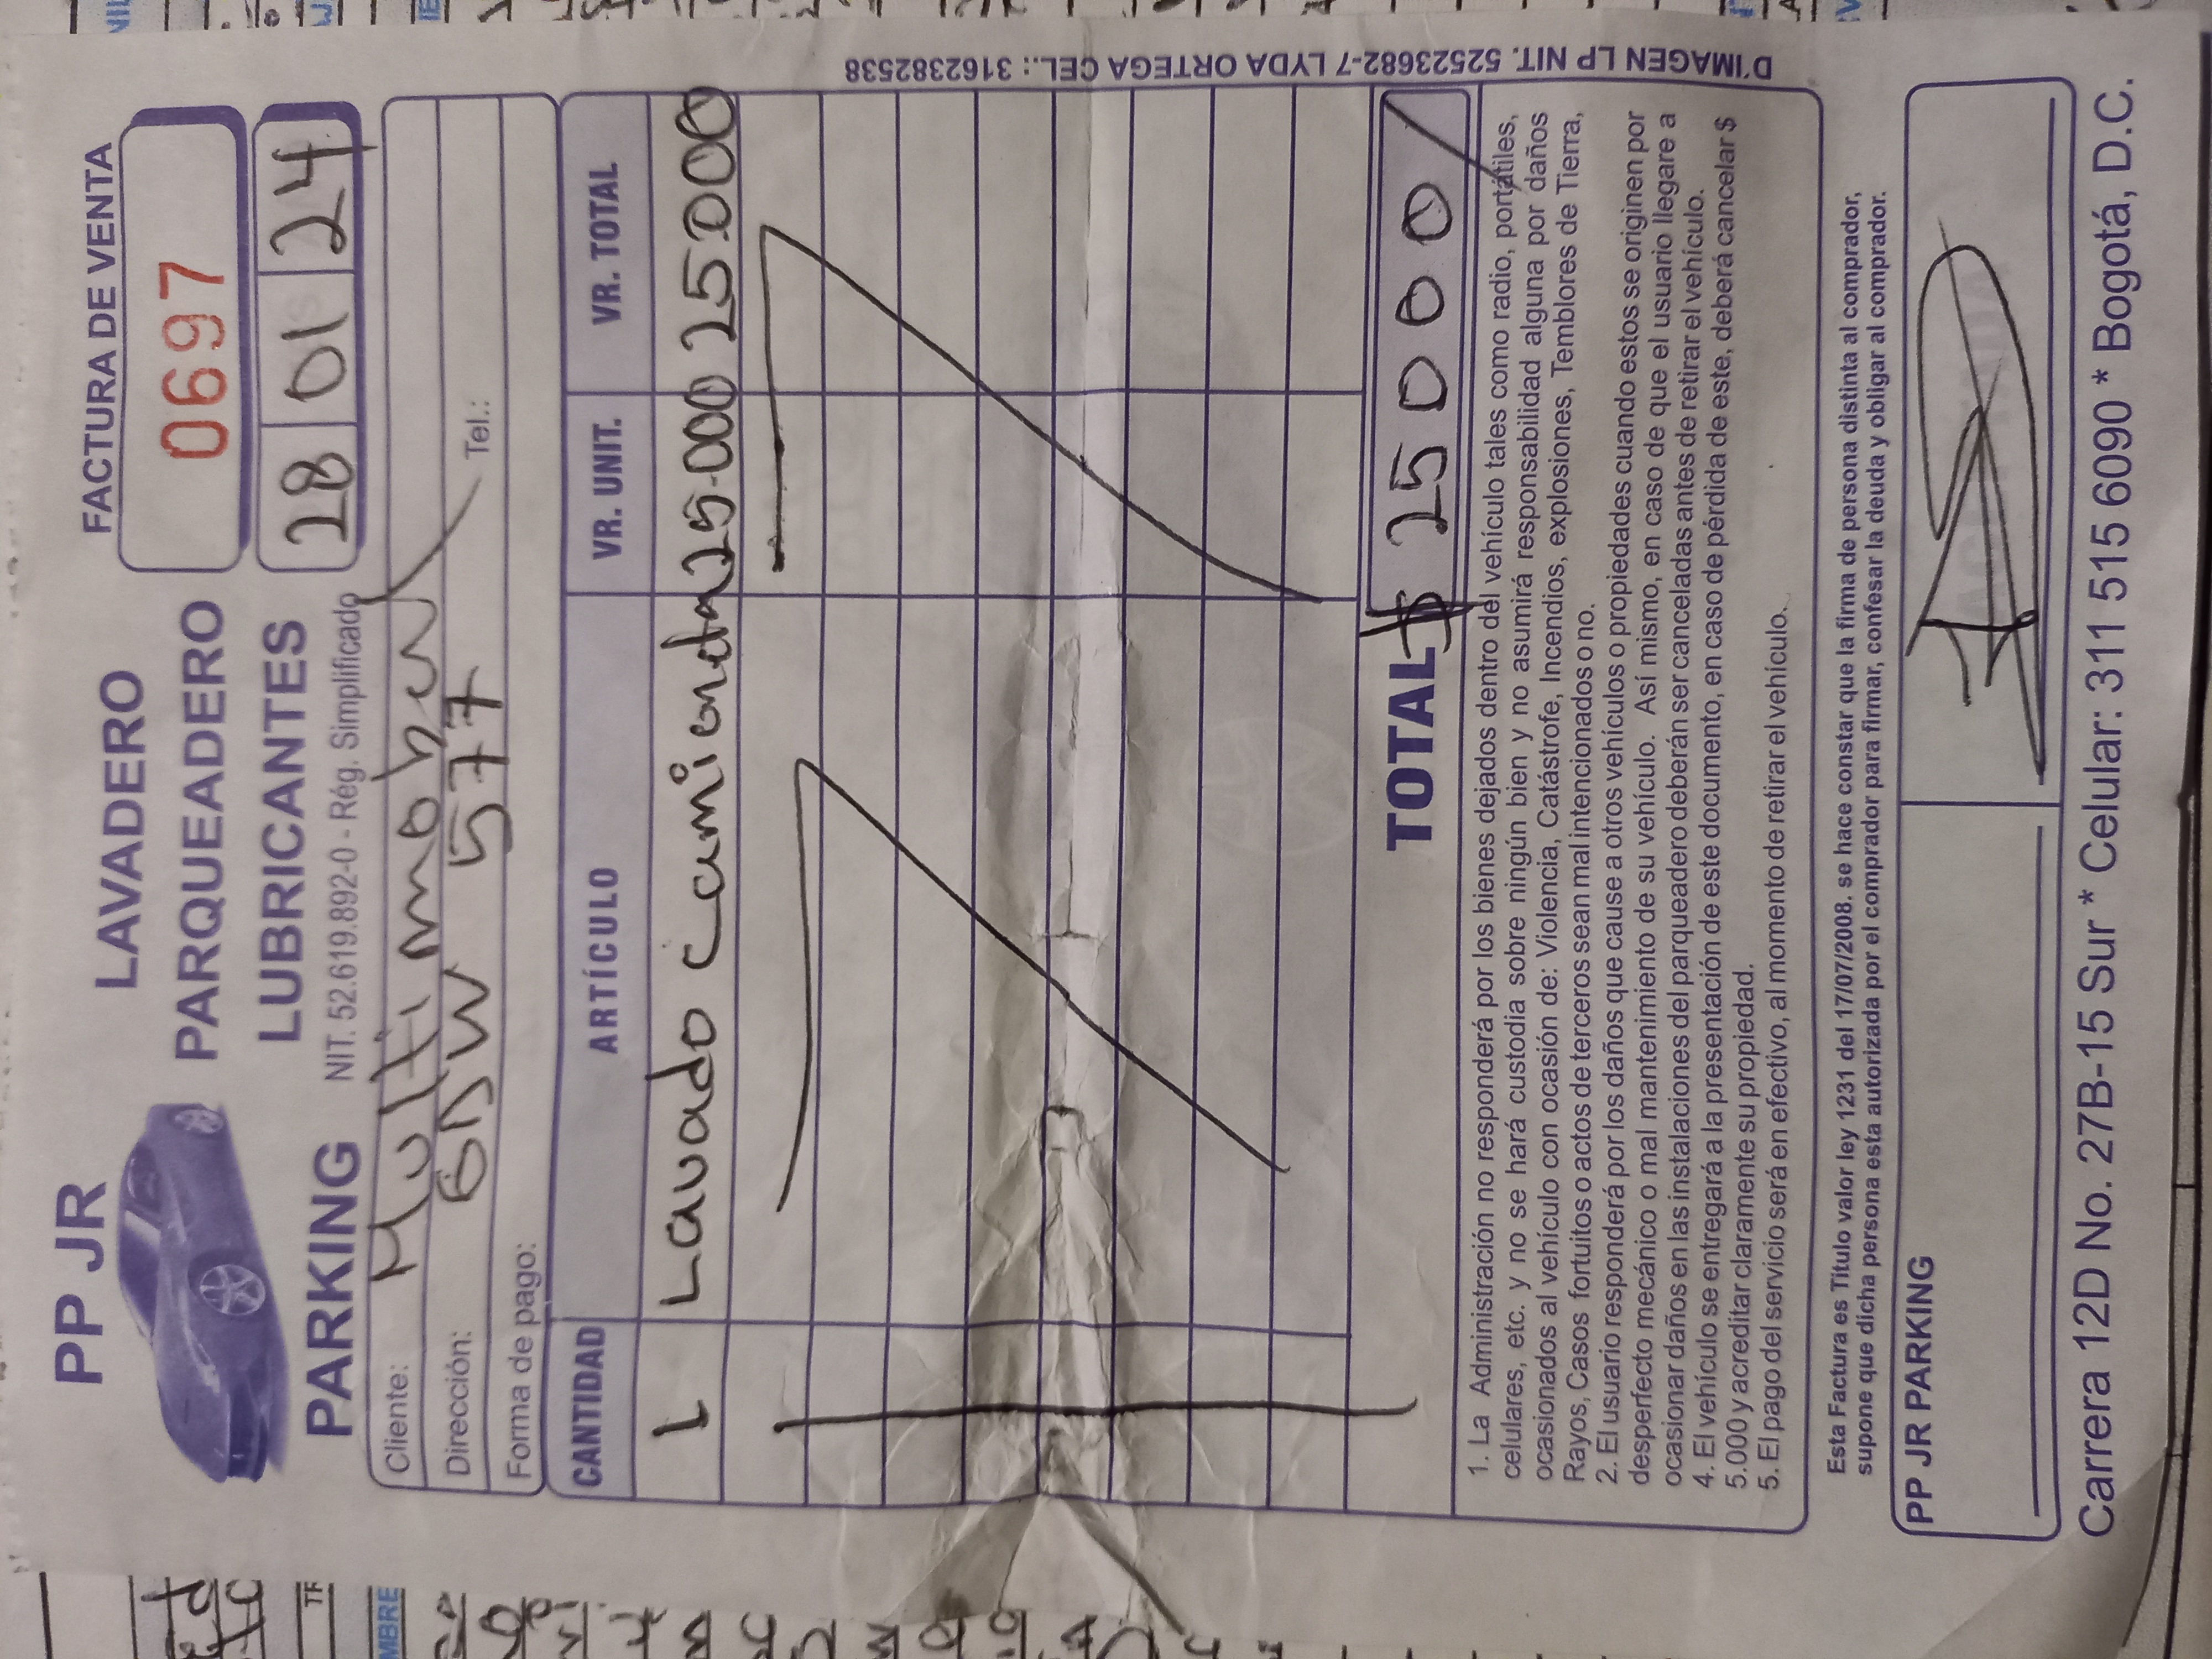 PP JR
PARKING
LAVADERO
PARQUEADERO
LUBRICANTES
NIT. 52.619.892-0 - Rég. Simplificado
FACTURA DE VENTA
0697
28 01 24
Cliente: Multimobel
Dirección: GDW 577 Tel.:
Forma de pago:
CANTIDAD ARTÍCULO VR. UNIT. VR. TOTAL
1 Lavado Camioneta 25.000 25.000
TOTAL $ 25000/
1. La Administración no responderá por los bienes dejados dentro del vehículo tales como radio, portátiles,
celulares, etc. y no se hará custodia sobre ningún bien y no asumirá responsabilidad alguna por daños
ocasionados al vehículo con ocasión de: Violencia, Catástrofe, Incendios, explosiones, Temblores de Tierra,
Rayos, Casos fortuitos o actos de terceros sean mal intencionados o no.
2. El usuario responderá por los daños que cause a otros vehículos o propiedades cuando estos se originen por
desperfecto mecánico o mal mantenimiento de su vehículo. Así mismo, en caso de que el usuario llegare a
ocasionar daños en las instalaciones del parqueadero deberán ser canceladas antes de retirar el vehículo.
4. El vehículo se entregará a la presentación de este documento, en caso de pérdida de este, deberá cancelar $
5.000 y acreditar claramente su propiedad.
5. El pago del servicio será en efectivo, al momento de retirar el vehículo.
Esta Factura es Titulo valor ley 1231 del 17/07/2008. se hace constar que la firma de persona distinta al comprador,
supone que dicha persona esta autorizada por el comprador para firmar, confesar la deuda y obligar al comprador.
PP JR PARKING
Carrera 12D No. 27B-15 Sur * Celular: 311 515 6090 * Bogotá, D.C.
D'IMAGEN LP NIT. 52523682-7 LYDA ORTEGA CEL.: 3162382538